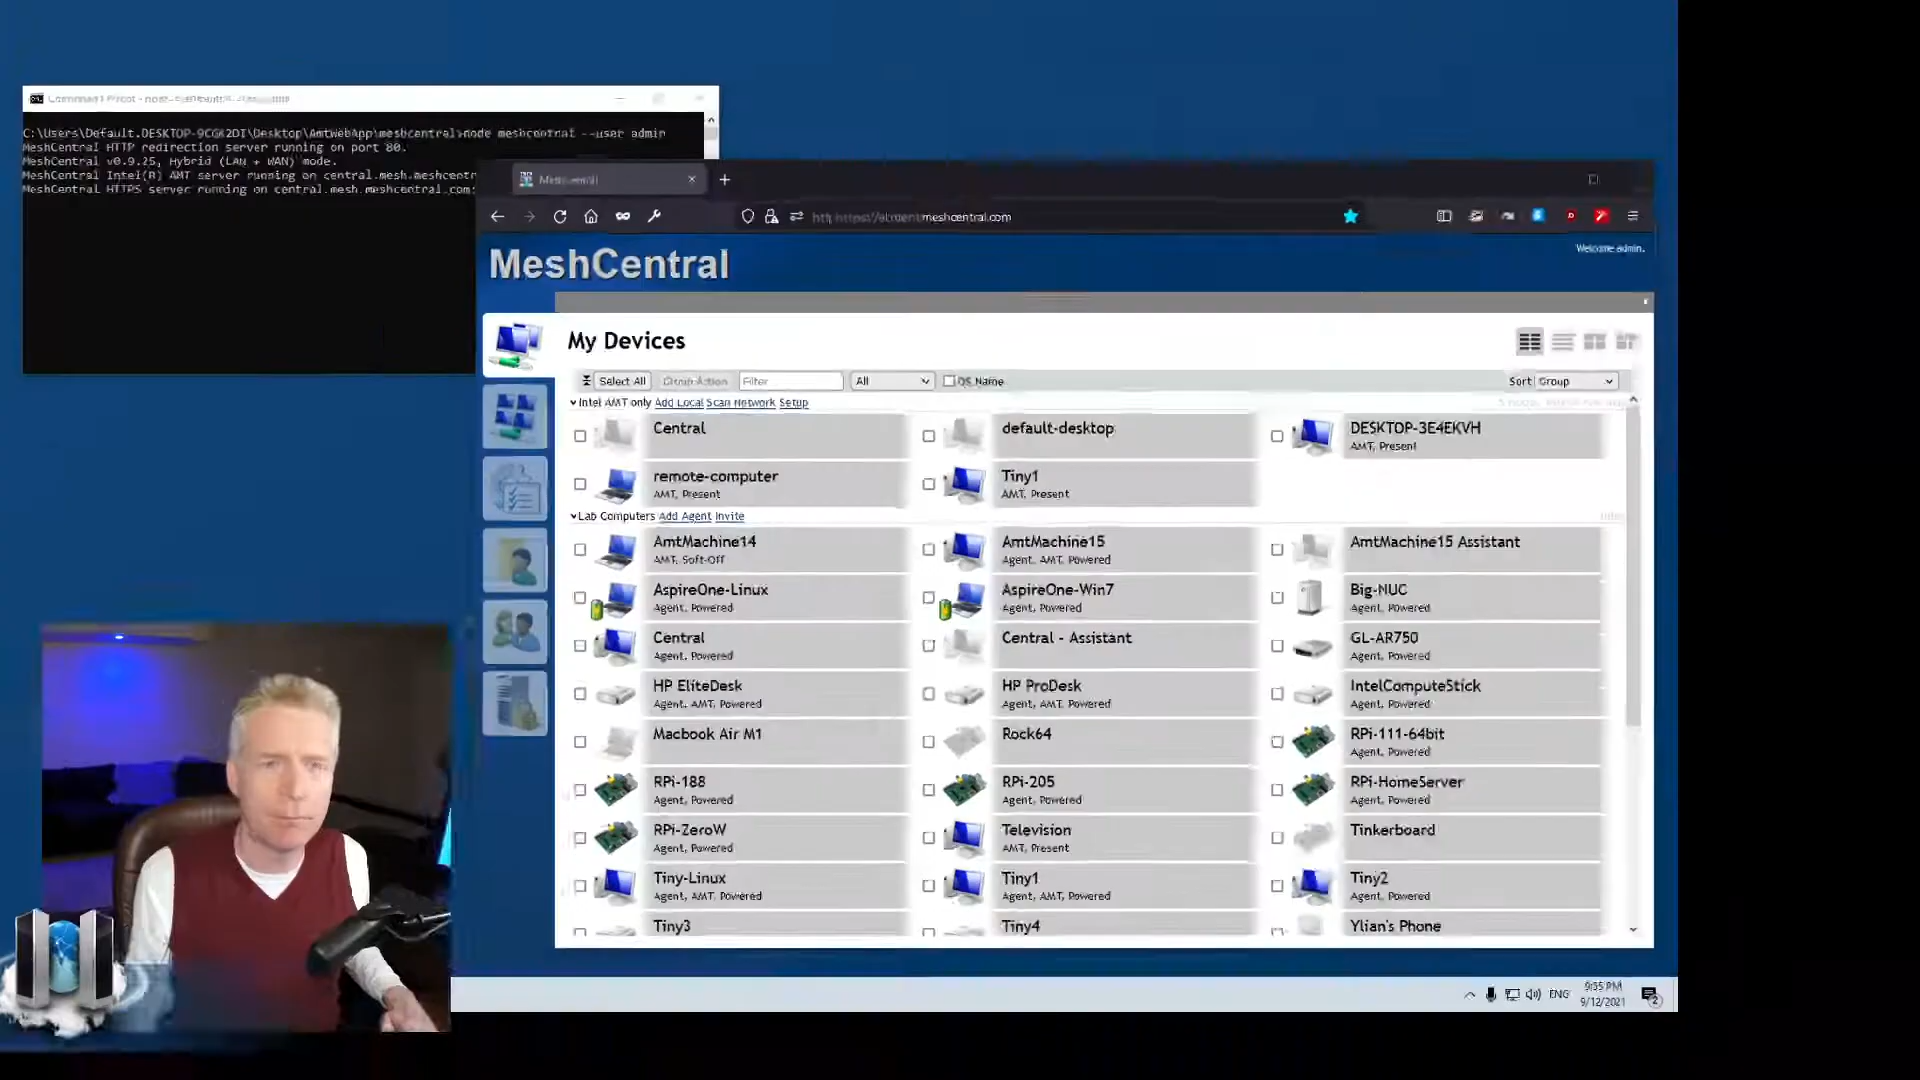 C:\Users\Default.DESKTOP-9CGK2DI\Desktop\AmtWebApp\meshcentral>node meshcentral --user admin
MeshCentral HTTP redirection server running on port 80.
MeshCentral v0.9.25, Hybrid (LAN + WAN) mode.
MeshCentral Intel(R) AMT server running on central.mesh.meshcentr
MeshCentral HTTPS server running on central.mesh.meshcentral.com:
MeshCentral
meshcentral.com
Welcome admin.
MeshCentral
My Devices
Select All Group Action Filter All OS Name Sort Group
Intel AMT only Add Local Scan Network Setup
Central
default-desktop
DESKTOP-3E4EKVH
AMT, Present
remote-computer
AMT, Present
Tiny1
AMT, Present
Lab Computers Add Agent Invite
AmtMachine14
AMT, Soft-Off
AmtMachine15
Agent, AMT, Powered
AmtMachine15 Assistant
AspireOne-Linux
Agent, Powered
AspireOne-Win7
Agent, Powered
Big-NUC
Agent, Powered
Central
Agent, Powered
Central - Assistant
GL-AR750
Agent, Powered
HP EliteDesk
Agent, AMT, Powered
HP ProDesk
Agent, AMT, Powered
IntelComputeStick
Agent, Powered
Macbook Air M1
Rock64
RPi-111-64bit
Agent, Powered
RPi-188
Agent, Powered
RPi-205
Agent, Powered
RPi-HomeServer
Agent, Powered
RPi-ZeroW
Agent, Powered
Television
AMT, Present
Tinkerboard
Tiny-Linux
Agent, AMT, Powered
Tiny1
Agent, AMT, Powered
Tiny2
Agent, Powered
Tiny3
Tiny4
Ylian's Phone
ENG
9:55 PM
9/12/2021
2